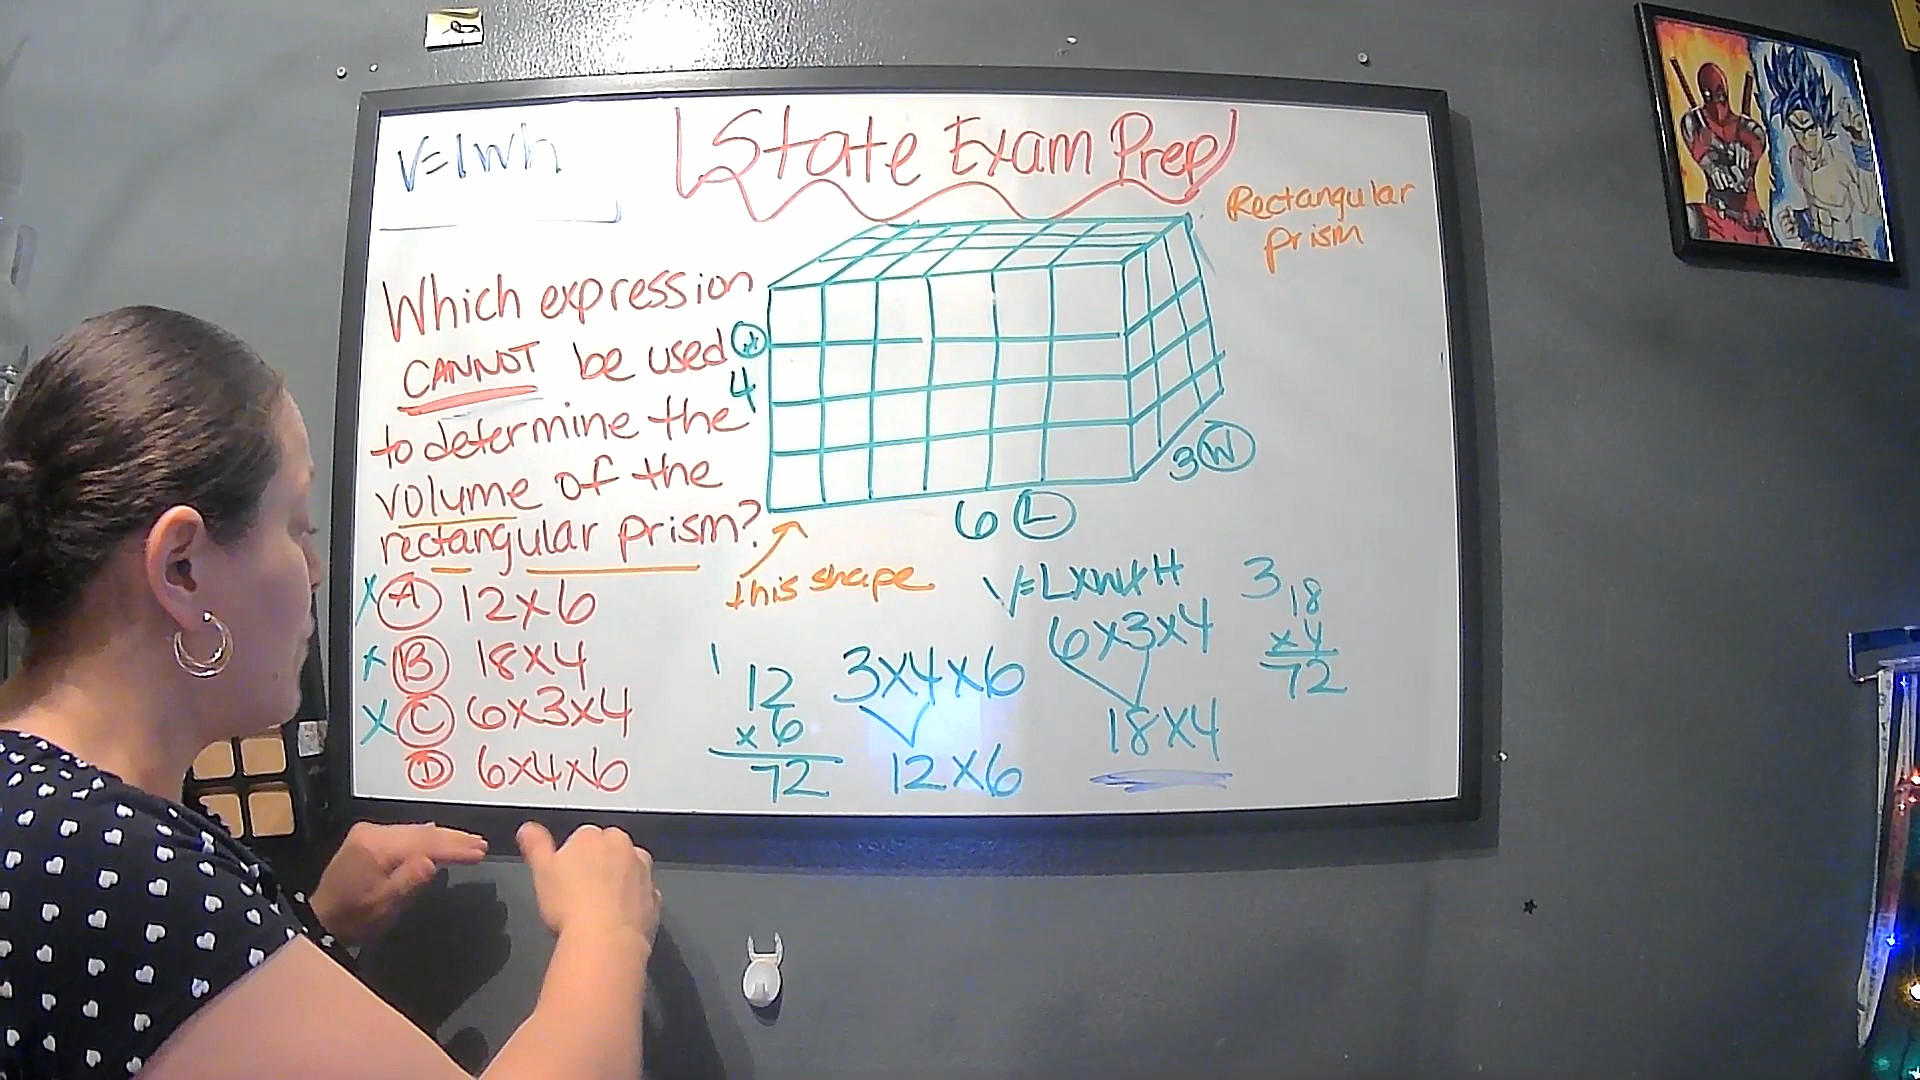 V=lwh
State Exam Prep
Rectangular
prism
Which expression
CANNOT be used
to determine the
volume of the
rectangular prism?
H
4
3 W
6 L
this shape
X A 12x6
X B 18x4
X C 6x3x4
D 6x4x6
1
12
x 6
72
3x4x6
12x6
V=LxWxH
6x3x4
18x4
3
18
x4
72